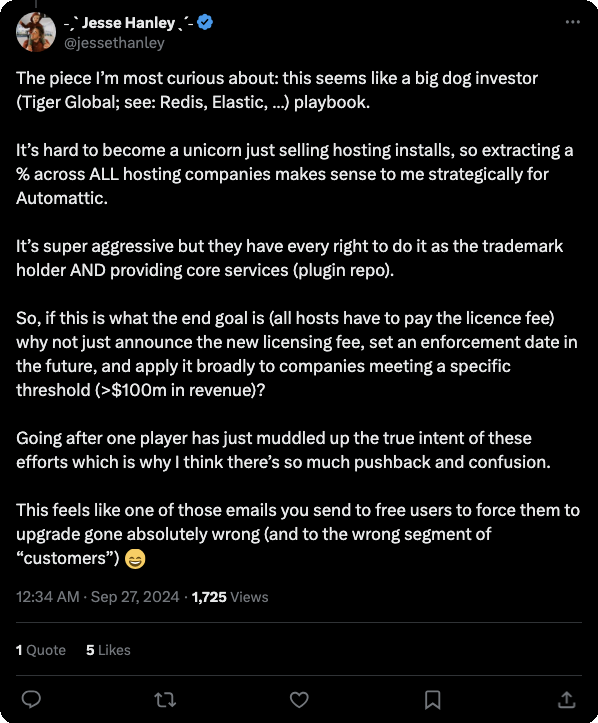 -ˏˋ Jesse Hanley ˎˊ-
@jessethanley
The piece I’m most curious about: this seems like a big dog investor
(Tiger Global; see: Redis, Elastic, ...) playbook.
It’s hard to become a unicorn just selling hosting installs, so extracting a
% across ALL hosting companies makes sense to me strategically for
Automattic.
It’s super aggressive but they have every right to do it as the trademark
holder AND providing core services (plugin repo).
So, if this is what the end goal is (all hosts have to pay the licence fee)
why not just announce the new licensing fee, set an enforcement date in
the future, and apply it broadly to companies meeting a specific
threshold (>$100m in revenue)?
Going after one player has just muddled up the true intent of these
efforts which is why I think there’s so much pushback and confusion.
This feels like one of those emails you send to free users to force them to
upgrade gone absolutely wrong (and to the wrong segment of
“customers”) 😄
12:34 AM · Sep 27, 2024 · 1,725 Views
1 Quote 5 Likes